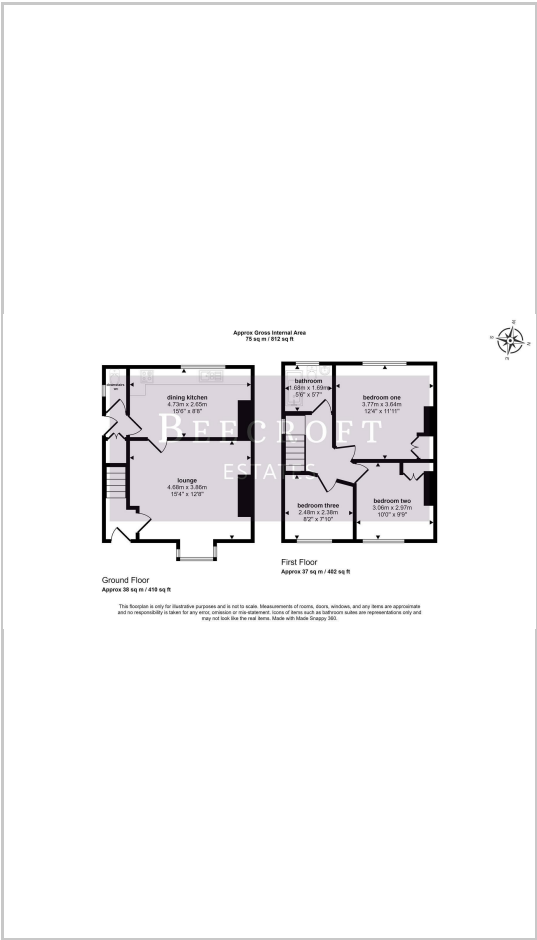 Approx Gross Internal Area
75 sq m / 812 sq ft
dining kitchen
4.73m x 2.65m
15'6" x 8'8"
bathroom
1.68m x 1.69m
5'6" x 5'7"
bedroom one
3.77m x 3.64m
12'4" x 11'11"
BEECROFT
ESTATES
lounge
4.68m x 3.86m
15'4" x 12'8"
bedroom three
2.48m x 2.38m
8'2" x 7'10"
bedroom two
3.06m x 2.97m
10'0" x 9'9"
First Floor
Approx 37 sq m / 402 sq ft
Ground Floor
Approx 38 sq m / 410 sq ft
This floorplan is only for illustrative purposes and is not to scale. Measurements of rooms, doors, windows, and any items are approximate
and no responsibility is taken for any error, omission or mis-statement. Icons of items such as bathroom suites are representations only and
may not look like the real items. Made with Made Snappy 360.